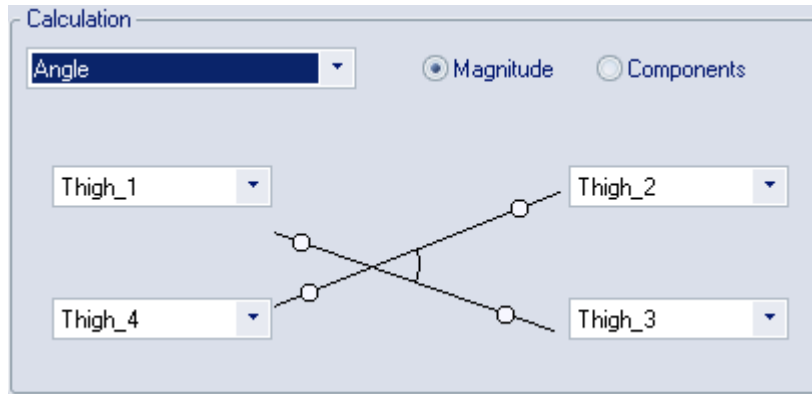 Calculation
Angle Magnitude Components
Thigh_1 Thigh_2
Thigh_4 Thigh_3